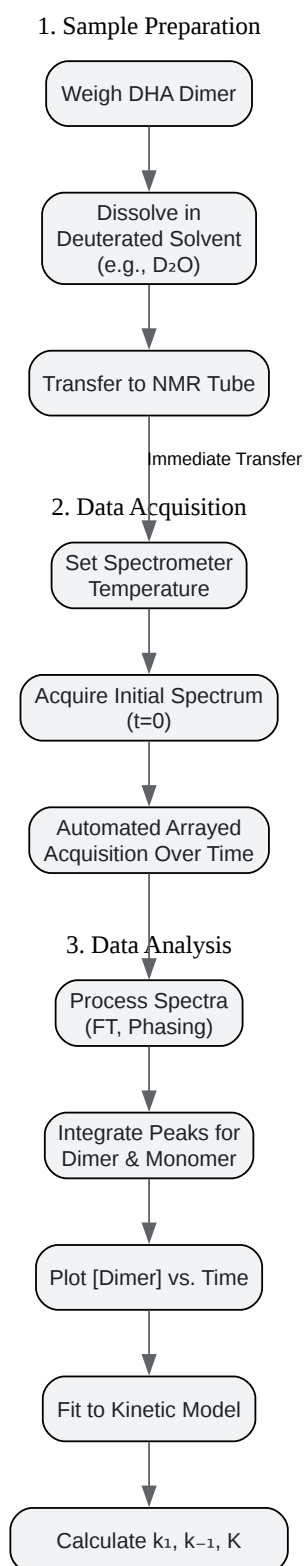 1. Sample Preparation
Weigh DHA Dimer
Dissolve in
Deuterated Solvent
(e.g., D₂O)
Transfer to NMR Tube
Immediate Transfer
2. Data Acquisition
Set Spectrometer
Temperature
Acquire Initial Spectrum
(t=0)
Automated Arrayed
Acquisition Over Time
3. Data Analysis
Process Spectra
(FT, Phasing)
Integrate Peaks for
Dimer & Monomer
Plot [Dimer] vs. Time
Fit to Kinetic Model
Calculate k₁, k₋₁, K